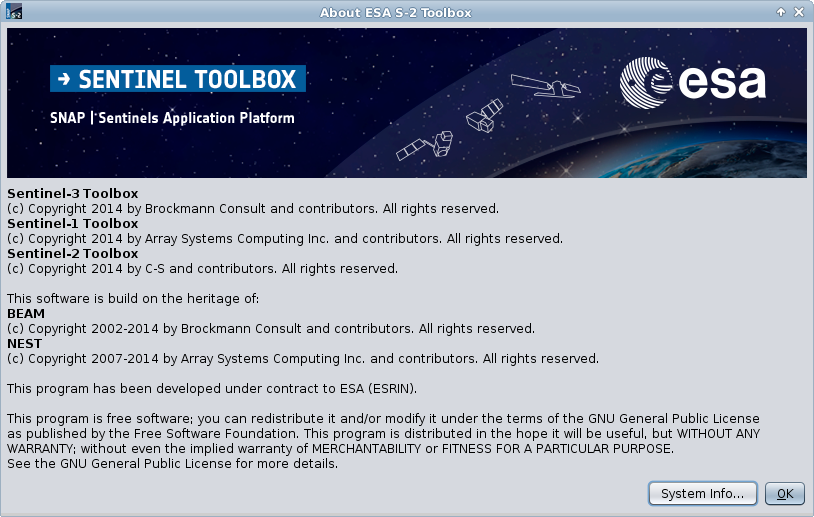 S-2
About ESA S-2 Toolbox
→ SENTINEL TOOLBOX
esa
SNAP | Sentinels Application Platform
Sentinel-3 Toolbox
(c) Copyright 2014 by Brockmann Consult and contributors. All rights reserved.
Sentinel-1 Toolbox
(c) Copyright 2014 by Array Systems Computing Inc. and contributors. All rights reserved.
Sentinel-2 Toolbox
(c) Copyright 2014 by C-S and contributors. All rights reserved.
This software is build on the heritage of:
BEAM
(c) Copyright 2002-2014 by Brockmann Consult and contributors. All rights reserved.
NEST
(c) Copyright 2007-2014 by Array Systems Computing Inc. and contributors. All rights reserved.
This program has been developed under contract to ESA (ESRIN).
This program is free software; you can redistribute it and/or modify it under the terms of the GNU General Public License
as published by the Free Software Foundation. This program is distributed in the hope it will be useful, but WITHOUT ANY
WARRANTY; without even the implied warranty of MERCHANTABILITY or FITNESS FOR A PARTICULAR PURPOSE.
See the GNU General Public License for more details.
System Info...
OK